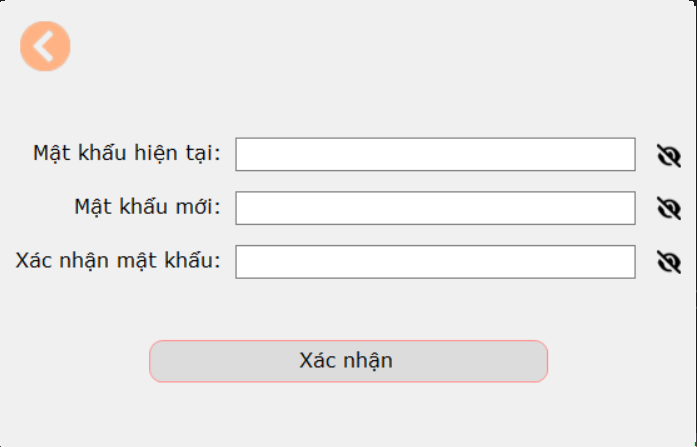 Mật khẩu hiện tại:
Mật khẩu mới:
Xác nhận mật khẩu:
Xác nhận